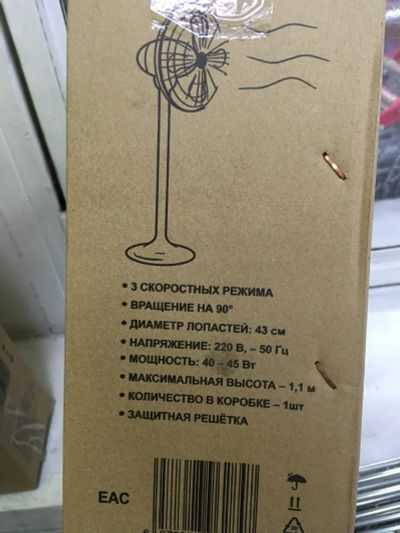 • 3 СКОРОСТНЫХ РЕЖИМА
• ВРАЩЕНИЕ НА 90°
• ДИАМЕТР ЛОПАСТЕЙ: 43 см
• НАПРЯЖЕНИЕ: 220 В, – 50 Гц
• МОЩНОСТЬ: 40 – 45 Вт
• МАКСИМАЛЬНАЯ ВЫСОТА – 1,1 м
• КОЛИЧЕСТВО В КОРОБКЕ – 1шт
• ЗАЩИТНАЯ РЕШЁТКА
EAC